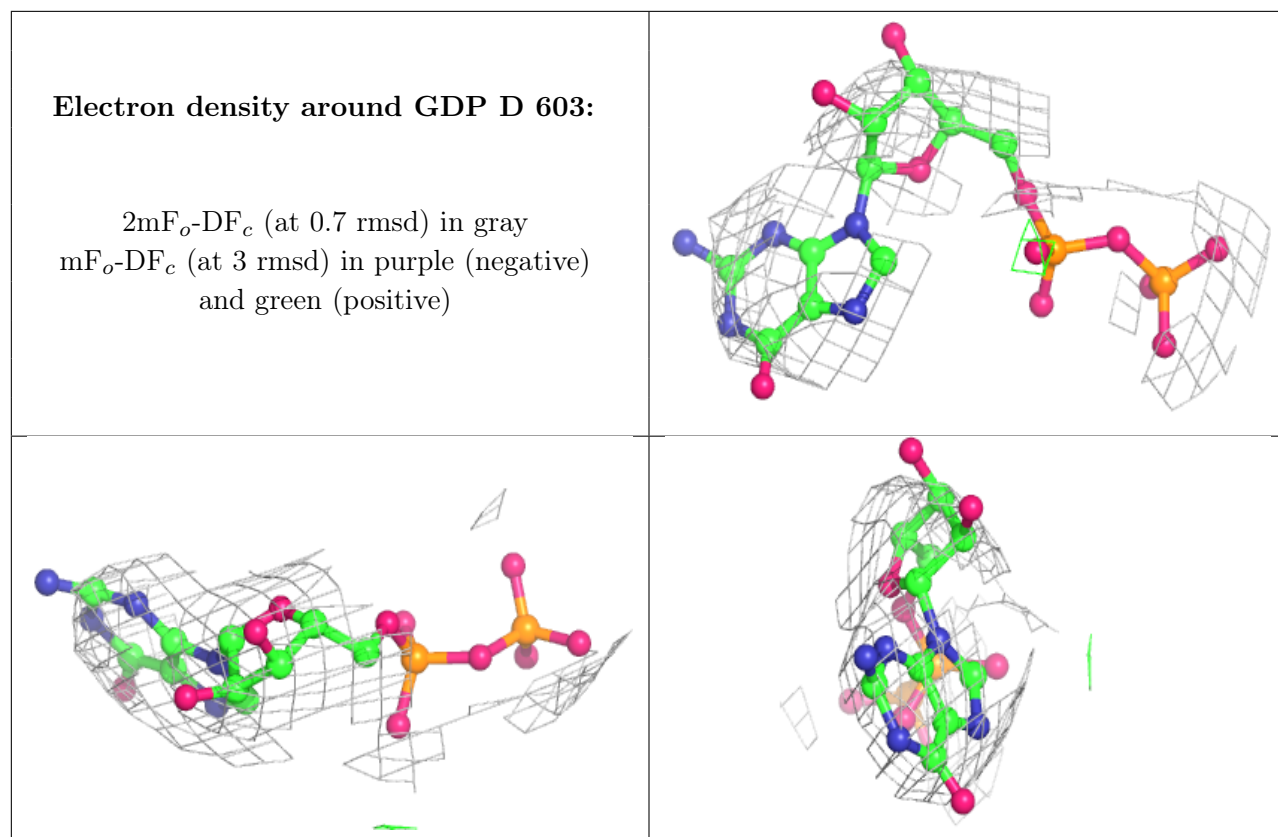 Electron density around GDP D 603:
2mFₒ-DF𝒸 (at 0.7 rmsd) in gray
mFₒ-DF𝒸 (at 3 rmsd) in purple (negative)
and green (positive)